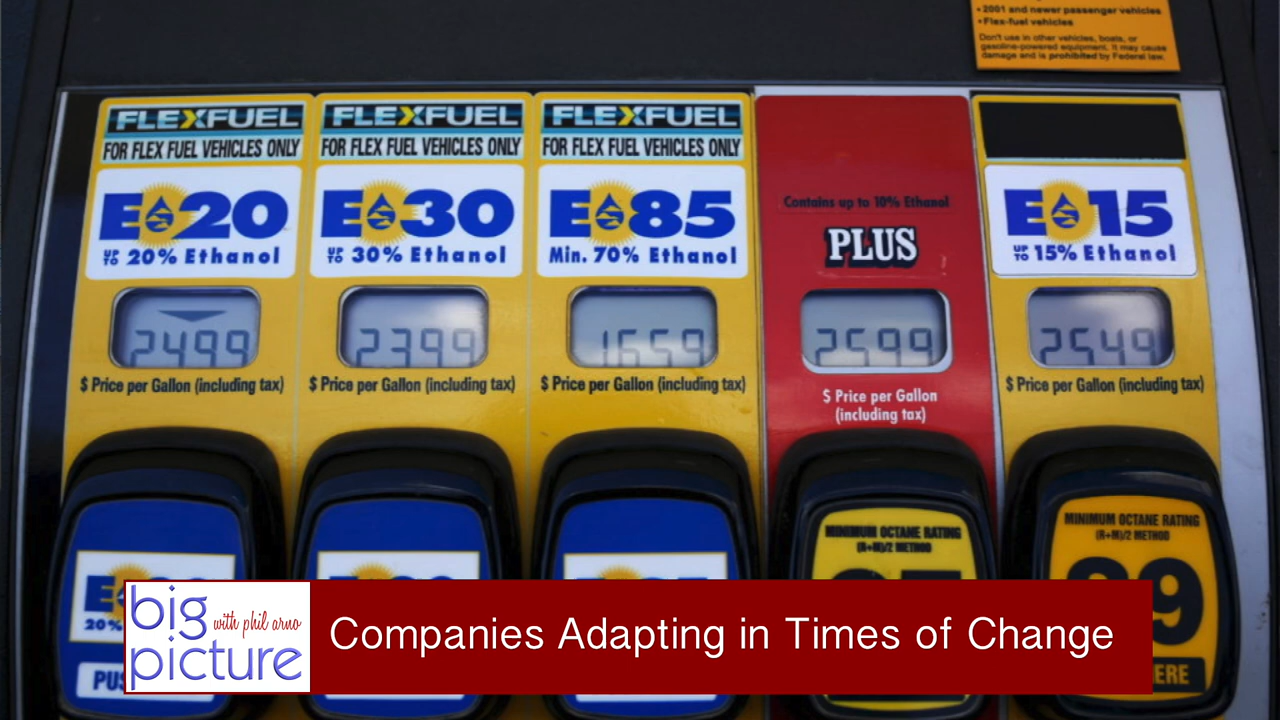 • 2001 and newer passenger vehicles
• Flex-fuel vehicles
Don't use in other vehicles, boats, or
gasoline-powered equipment. It may cause
damage and is prohibited by Federal law.
FLEXFUEL
FOR FLEX FUEL VEHICLES ONLY
E20
UP TO 20% Ethanol
2499
$ Price per Gallon (including tax)
FLEXFUEL
FOR FLEX FUEL VEHICLES ONLY
E30
UP TO 30% Ethanol
2399
$ Price per Gallon (including tax)
FLEXFUEL
FOR FLEX FUEL VEHICLES ONLY
E85
Min. 70% Ethanol
1659
$ Price per Gallon (including tax)
Contains up to 10% Ethanol
PLUS
2599
$ Price per Gallon
(including tax)
E15
UP TO 15% Ethanol
2549
$ Price per Gallon (including tax)
20%
MINIMUM OCTANE RATING
(R+M)/2 METHOD
MINIMUM OCTANE RATING
(R+M)/2 METHOD
big
with phil arno
picture
Companies Adapting in Times of Change